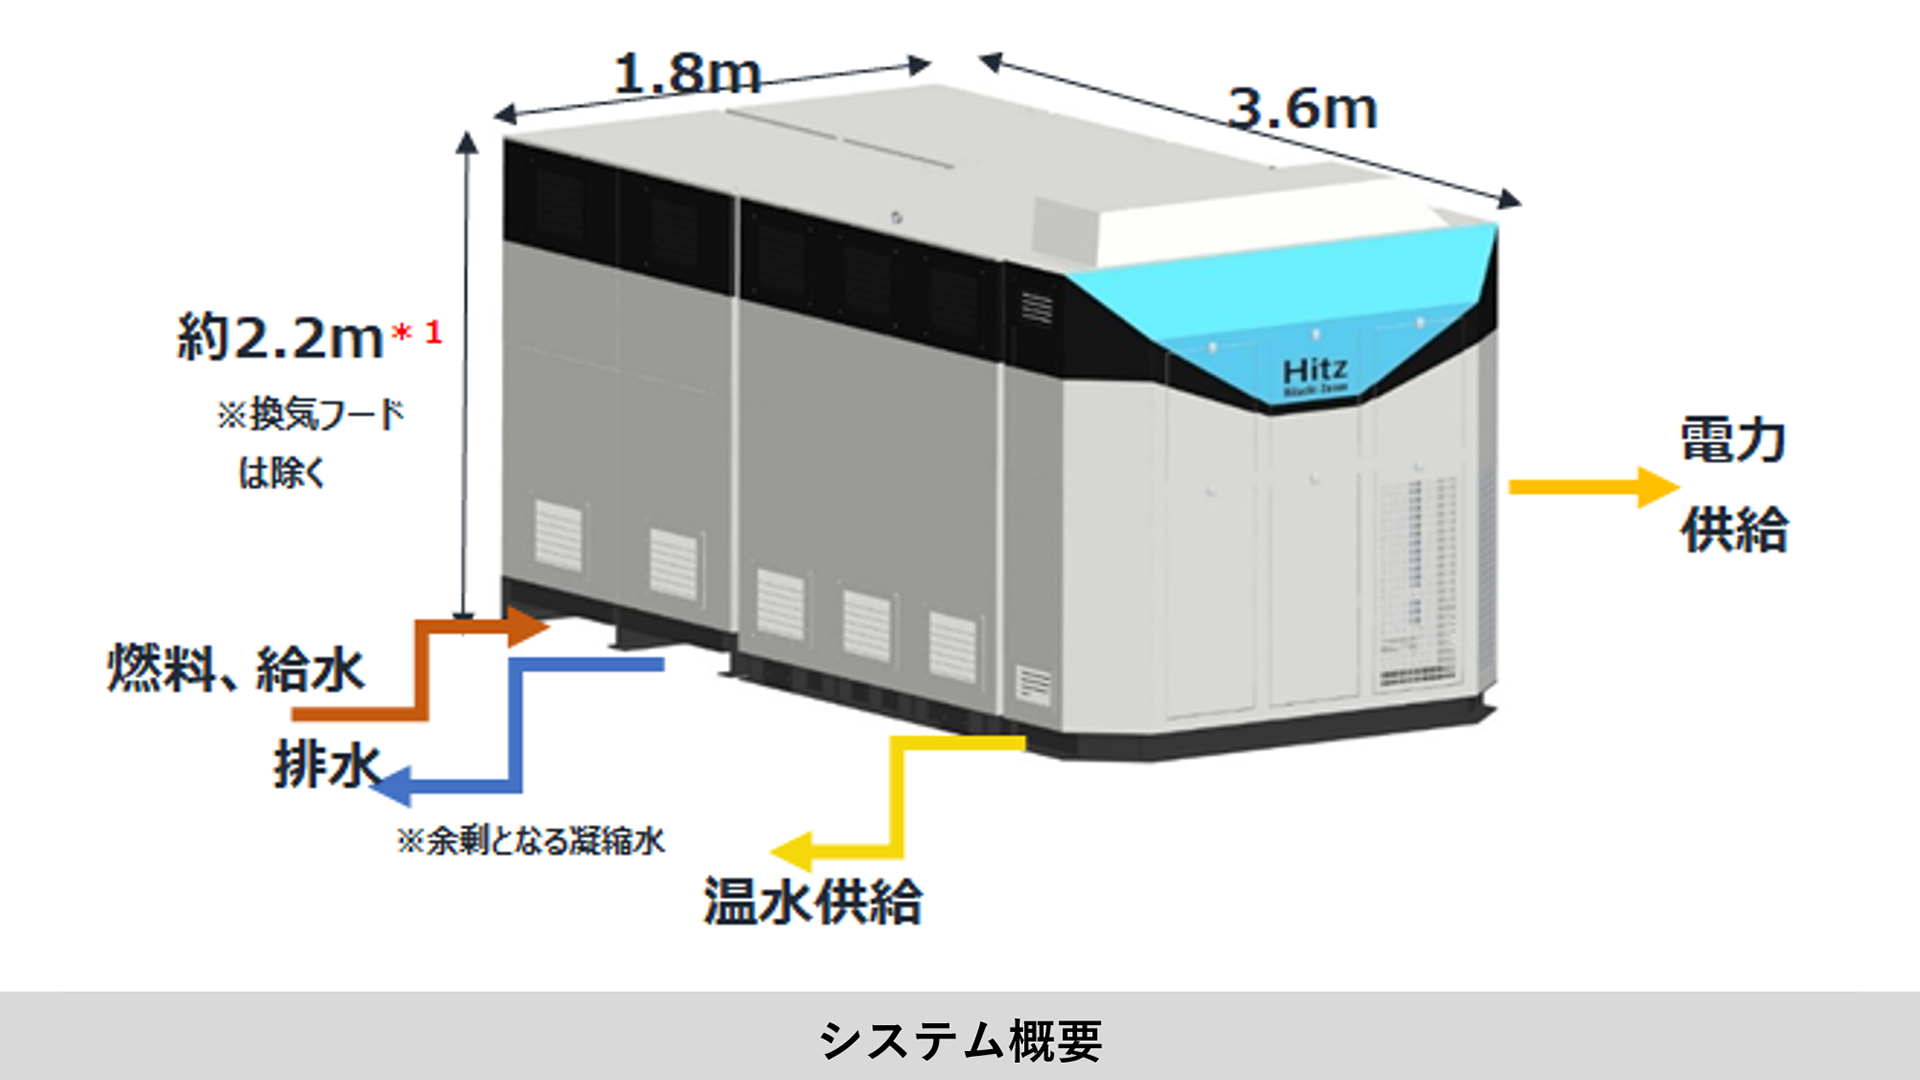 1.8m
3.6m
約2.2m＊1
※換気フード
は除く
Hitz
Hitachi Zosen
電力
供給
燃料、給水
排水
※余剰となる凝縮水
温水供給
システム概要